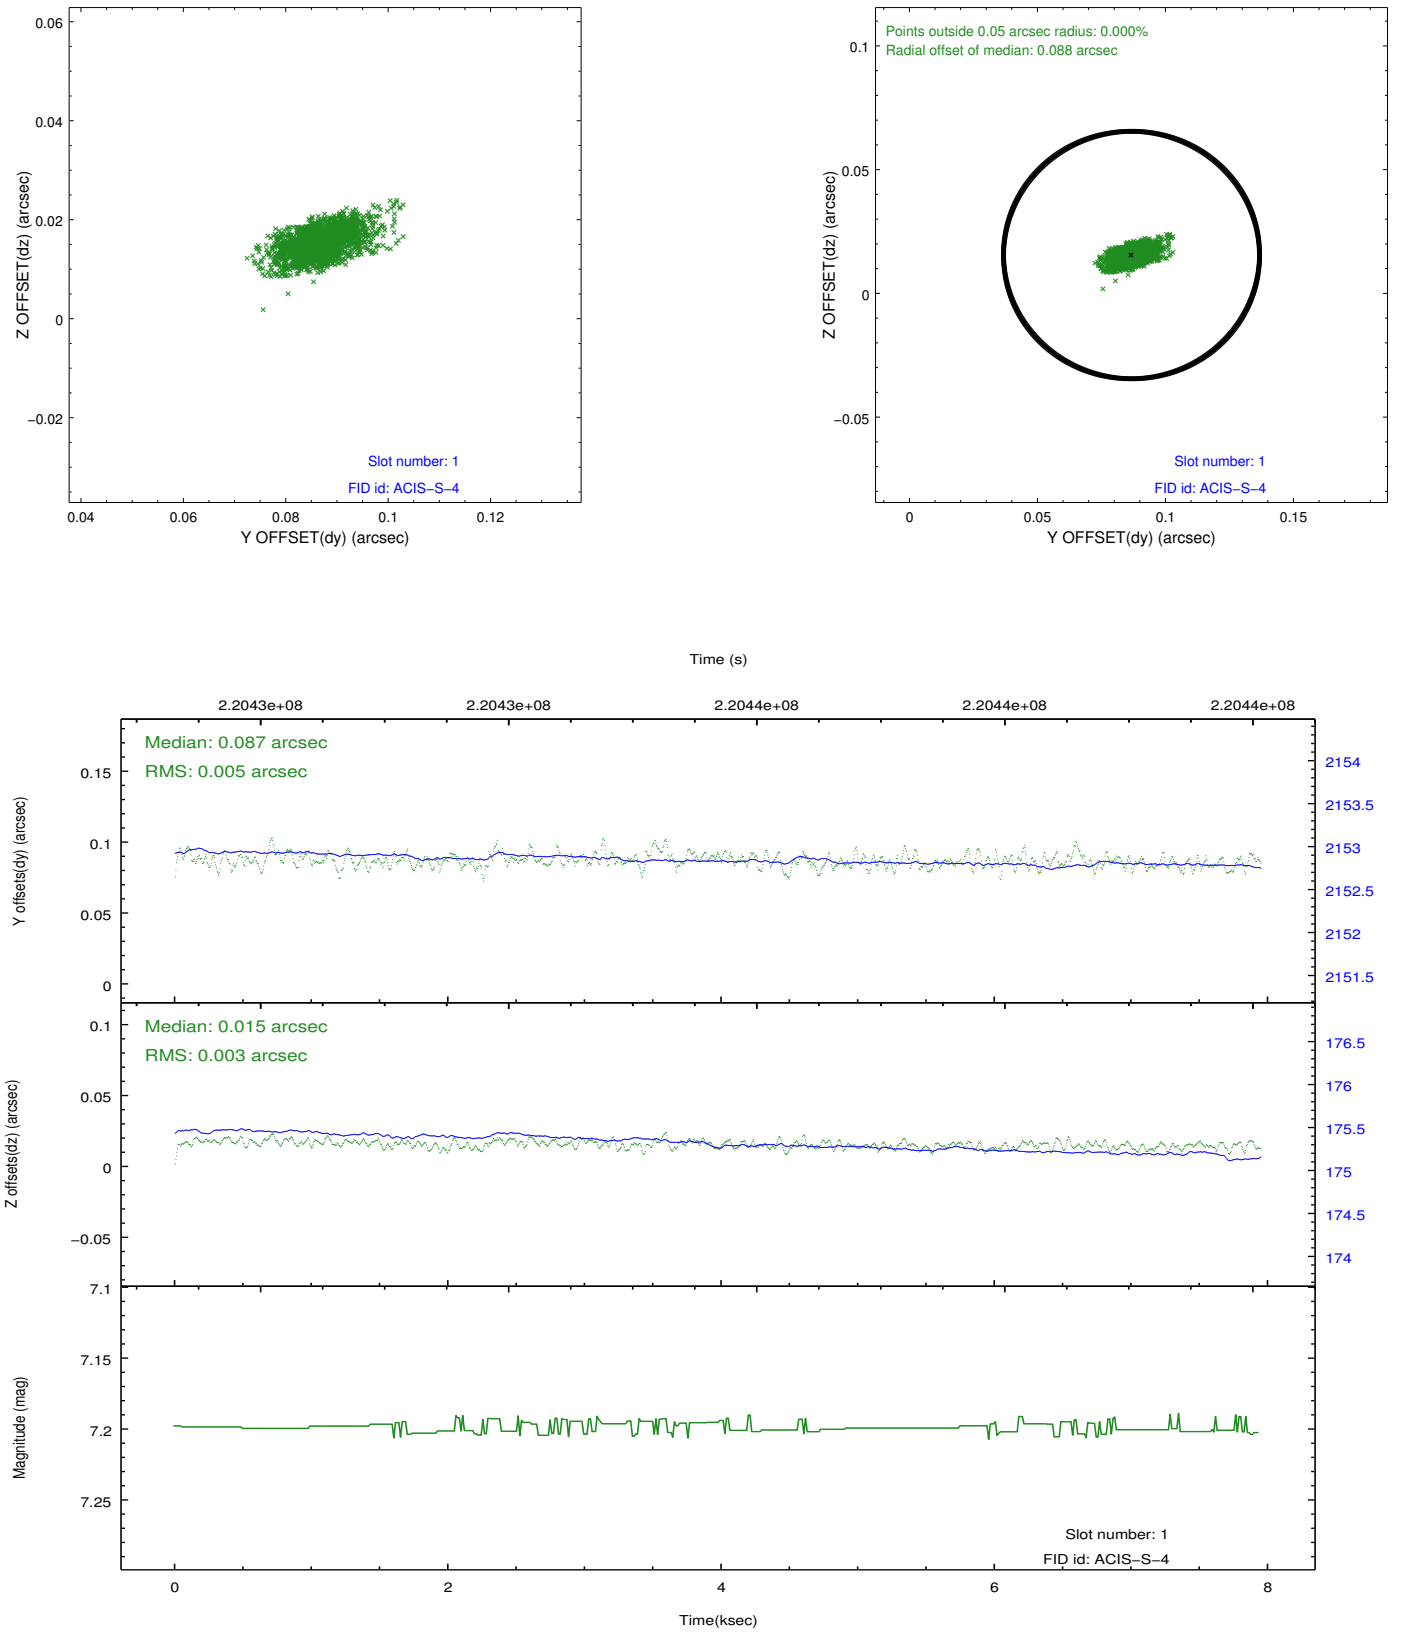 0.06
0.04
0.02
0
−0.02
Z OFFSET(dz) (arcsec)
Slot number: 1
FID id: ACIS−S−4
0.04 0.06 0.08 0.1 0.12
Y OFFSET(dy) (arcsec)
Points outside 0.05 arcsec radius: 0.000%
Radial offset of median: 0.088 arcsec
0.1
0.05
0
−0.05
Z OFFSET(dz) (arcsec)
Slot number: 1
FID id: ACIS−S−4
0 0.05 0.1 0.15
Y OFFSET(dy) (arcsec)
Time (s)
2.2043e+08 2.2043e+08 2.2044e+08 2.2044e+08 2.2044e+08
Median: 0.087 arcsec
RMS: 0.005 arcsec
0.15
0.1
0.05
0
Y offsets(dy) (arcsec)
2154
2153.5
2153
2152.5
2152
2151.5
Median: 0.015 arcsec
RMS: 0.003 arcsec
0.1
0.05
0
−0.05
Z offsets(dz) (arcsec)
176.5
176
175.5
175
174.5
174
7.1
7.15
7.2
7.25
Magnitude (mag)
Slot number: 1
FID id: ACIS−S−4
0 2 4 6 8
Time(ksec)